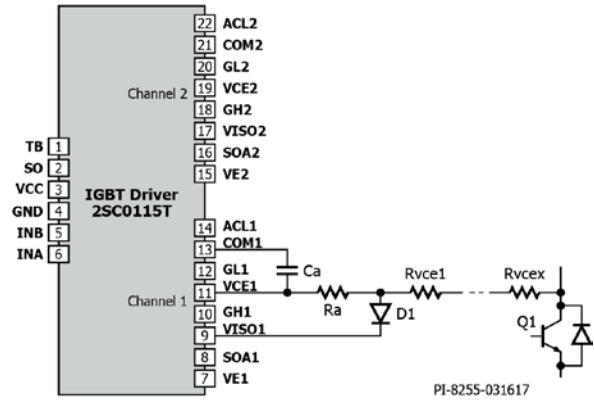 22 ACL2
21 COM2
20 GL2
Channel 2
19 VCE2
18 GH2
17 VISO2
16 SOA2
15 VE2
TB 1
SO 2
VCC 3
GND 4
INB 5
INA 6
IGBT Driver
2SC0115T
14 ACL1
13 COM1
12 GL1
Channel 1
11 VCE1
10 GH1
9 VISO1
8 SOA1
7 VE1
Ca
Ra
D1
Rvce1
Rvcex
Q1
PI-8255-031617